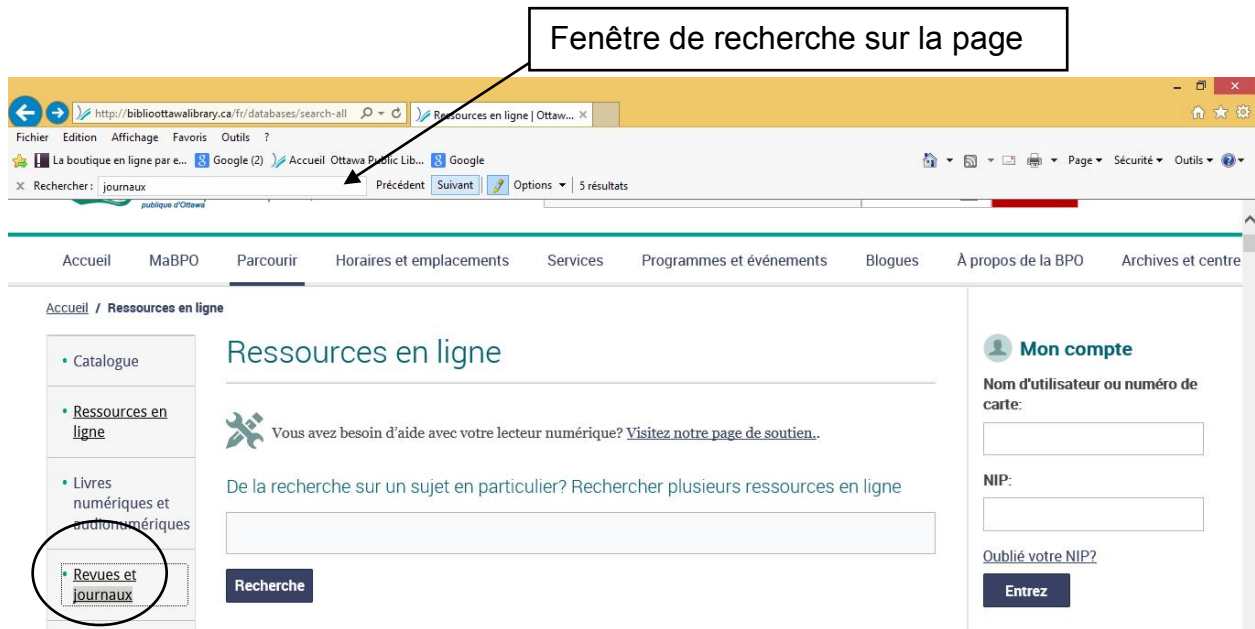 Fenêtre de recherche sur la page
http://bibliottawalibrary.ca/fr/databases/search-all
Ressources en ligne | Ottaw...
Fichier Edition Affichage Favoris Outils ?
La boutique en ligne par e... Google (2) Accueil Ottawa Public Lib... Google
Page Sécurité Outils
Rechercher : journaux Précédent Suivant Options 5 résultats
publique d'Ottawa
Accueil MaBPO Parcourir Horaires et emplacements Services Programmes et événements Blogues À propos de la BPO Archives et centre
Accueil / Ressources en ligne
• Catalogue
• Ressources en
ligne
• Livres
numériques et
audionumériques
• Revues et
journaux
Ressources en ligne
Vous avez besoin d'aide avec votre lecteur numérique? Visitez notre page de soutien..
De la recherche sur un sujet en particulier? Rechercher plusieurs ressources en ligne
Recherche
Mon compte
Nom d'utilisateur ou numéro de
carte:
NIP:
Oublié votre NIP?
Entrez